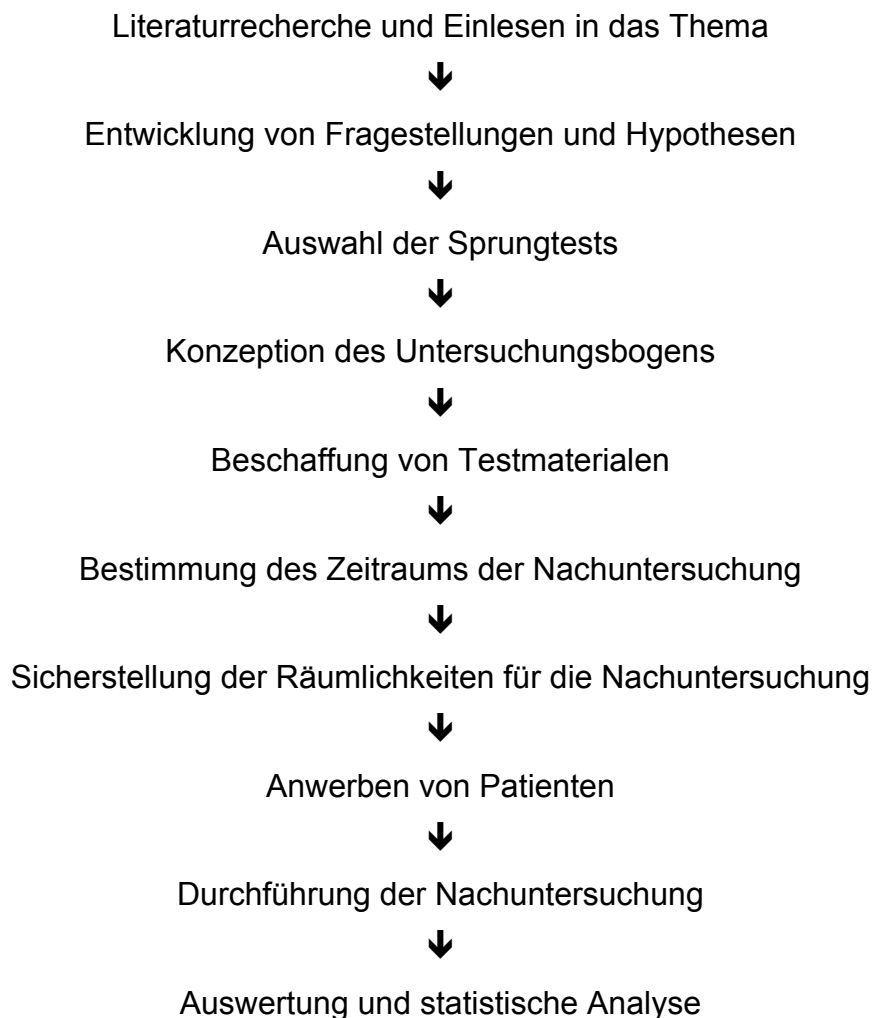 Literaturrecherche und Einlesen in das Thema
Entwicklung von Fragestellungen und Hypothesen
Auswahl der Sprungtests
Konzeption des Untersuchungsbogens
Beschaffung von Testmaterialen
Bestimmung des Zeitraums der Nachuntersuchung
Sicherstellung der Räumlichkeiten für die Nachuntersuchung
Anwerben von Patienten
Durchführung der Nachuntersuchung
Auswertung und statistische Analyse